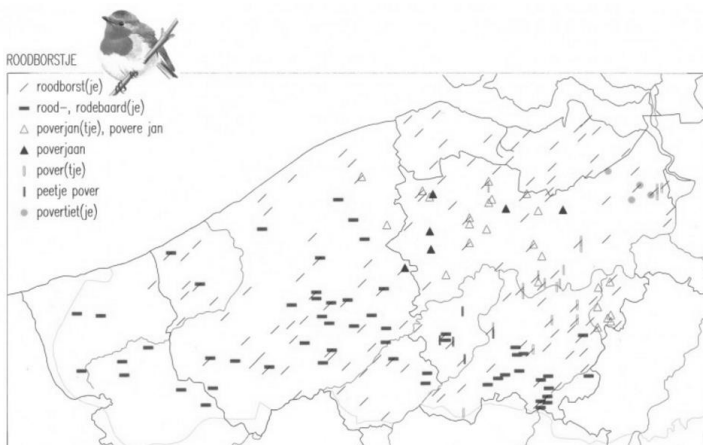 ROODBORSTJE
roodborst(je)
rood-, rodebaard(je)
poverjan(tje), povere jan
poverjaan
pover(tje)
peetje pover
povertiet(je)